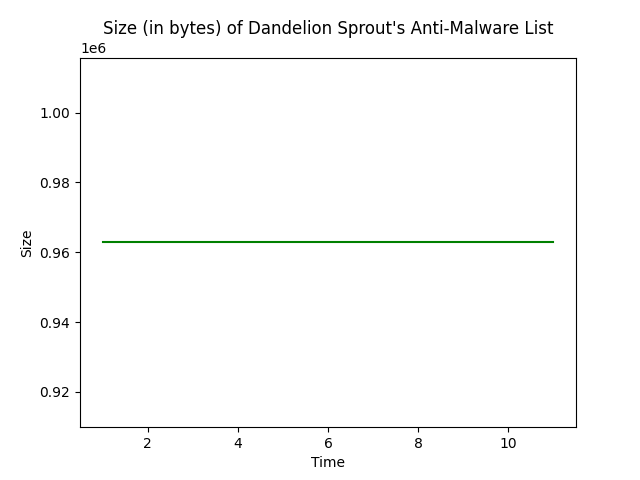 Size (in bytes) of Dandelion Sprout's Anti-Malware List
1e6
1.00
0.98
0.96
0.94
0.92
Size
2 4 6 8 10
Time